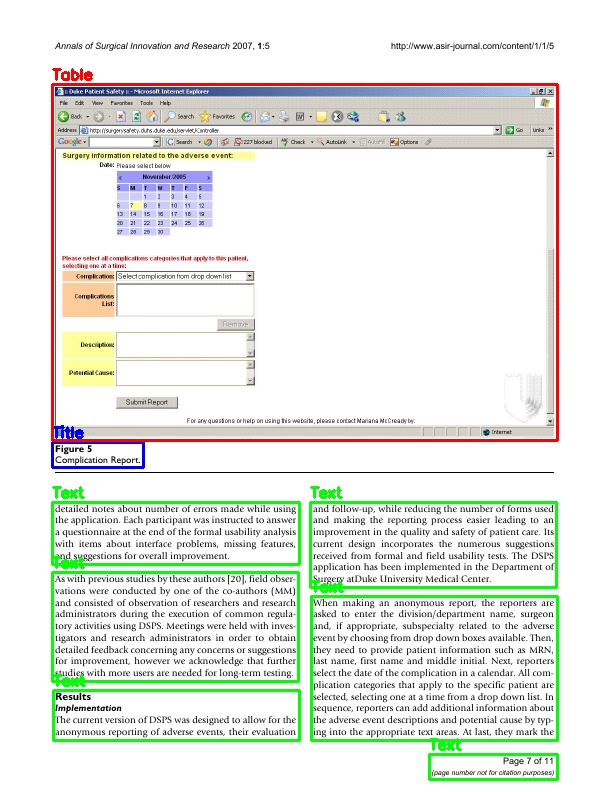 Annals of Surgical Innovation and Research 2007, 1:5
http://www.asir-journal.com/content/1/1/5
Table
:: Duke Patient Safety :: - Microsoft Internet Explorer
File Edit View Favorites Tools Help
Back Search Favorites
Address http://surgerysafety.duhs.duke.edu/servlet/Controller Go Links »
Google Search 227 blocked Check AutoLink AutoFill Options
Surgery information related to the adverse event:
Date: Please select below
« November/2005 »
S M T W T F S
1 2 3 4 5
6 7 8 9 10 11 12
13 14 15 16 17 18 19
20 21 22 23 24 25 26
27 28 29 30
Please select all complications categories that apply to this patient,
selecting one at a time:
Complication: Select complication from drop down list
Complications
List:
Remove
Description:
Potential Cause:
Submit Report
For any questions or help on using this website, please contact Mariana McCready by:
Internet
Title
Figure 5
Complication Report.
Text
detailed notes about number of errors made while using
the application. Each participant was instructed to answer
a questionnaire at the end of the formal usability analysis
with items about interface problems, missing features,
and suggestions for overall improvement.
Text
As with previous studies by these authors [20], field obser-
vations were conducted by one of the co-authors (MM)
and consisted of observation of researchers and research
administrators during the execution of common regula-
tory activities using DSPS. Meetings were held with inves-
tigators and research administrators in order to obtain
detailed feedback concerning any concerns or suggestions
for improvement, however we acknowledge that further
studies with more users are needed for long-term testing.
Text
Results
Implementation
The current version of DSPS was designed to allow for the
anonymous reporting of adverse events, their evaluation
Text
and follow-up, while reducing the number of forms used
and making the reporting process easier leading to an
improvement in the quality and safety of patient care. Its
current design incorporates the numerous suggestions
received from formal and field usability tests. The DSPS
application has been implemented in the Department of
Surgery atDuke University Medical Center.
Text
When making an anonymous report, the reporters are
asked to enter the division/department name, surgeon
and, if appropriate, subspecialty related to the adverse
event by choosing from drop down boxes available. Then,
they need to provide patient information such as MRN,
last name, first name and middle initial. Next, reporters
select the date of the complication in a calendar. All com-
plication categories that apply to the specific patient are
selected, selecting one at a time from a drop down list. In
sequence, reporters can add additional information about
the adverse event descriptions and potential cause by typ-
ing into the appropriate text areas. At last, they mark the
Text
Page 7 of 11
(page number not for citation purposes)